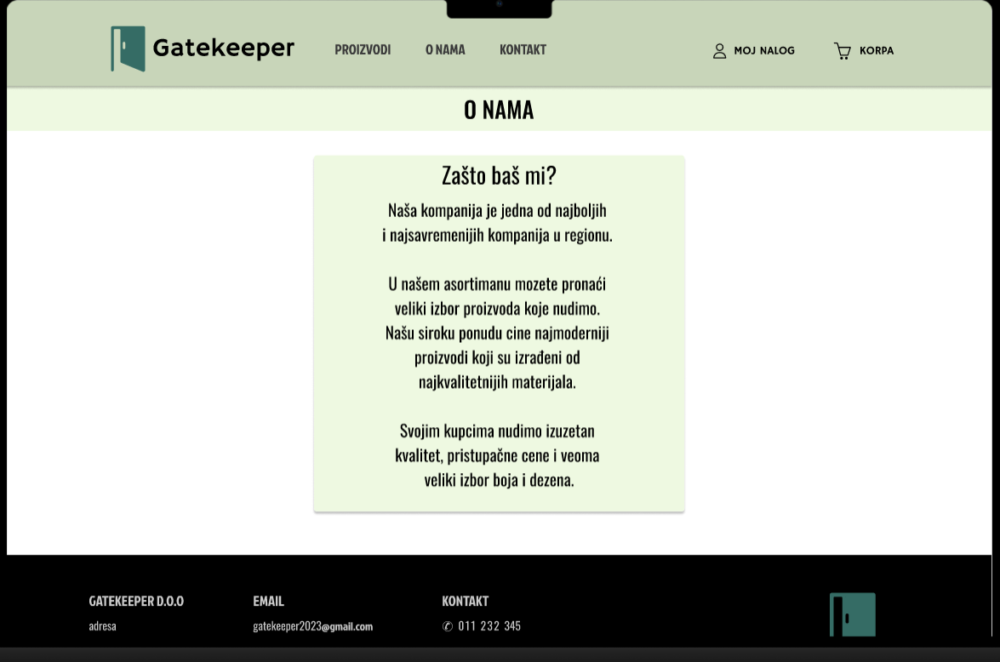 Gatekeeper PROIZVODI O NAMA KONTAKT MOJ NALOG KORPA
O NAMA
Zašto baš mi?
Naša kompanija je jedna od najboljih
i najsavremenijih kompanija u regionu.
U našem asortimanu mozete pronaći
veliki izbor proizvoda koje nudimo.
Našu siroku ponudu cine najmoderniji
proizvodi koji su izrađeni od
najkvalitetnijih materijala.
Svojim kupcima nudimo izuzetan
kvalitet, pristupačne cene i veoma
veliki izbor boja i dezena.
GATEKEEPER D.O.O EMAIL KONTAKT
adresa gatekeeper2023@gmail.com ✆ 011 232 345